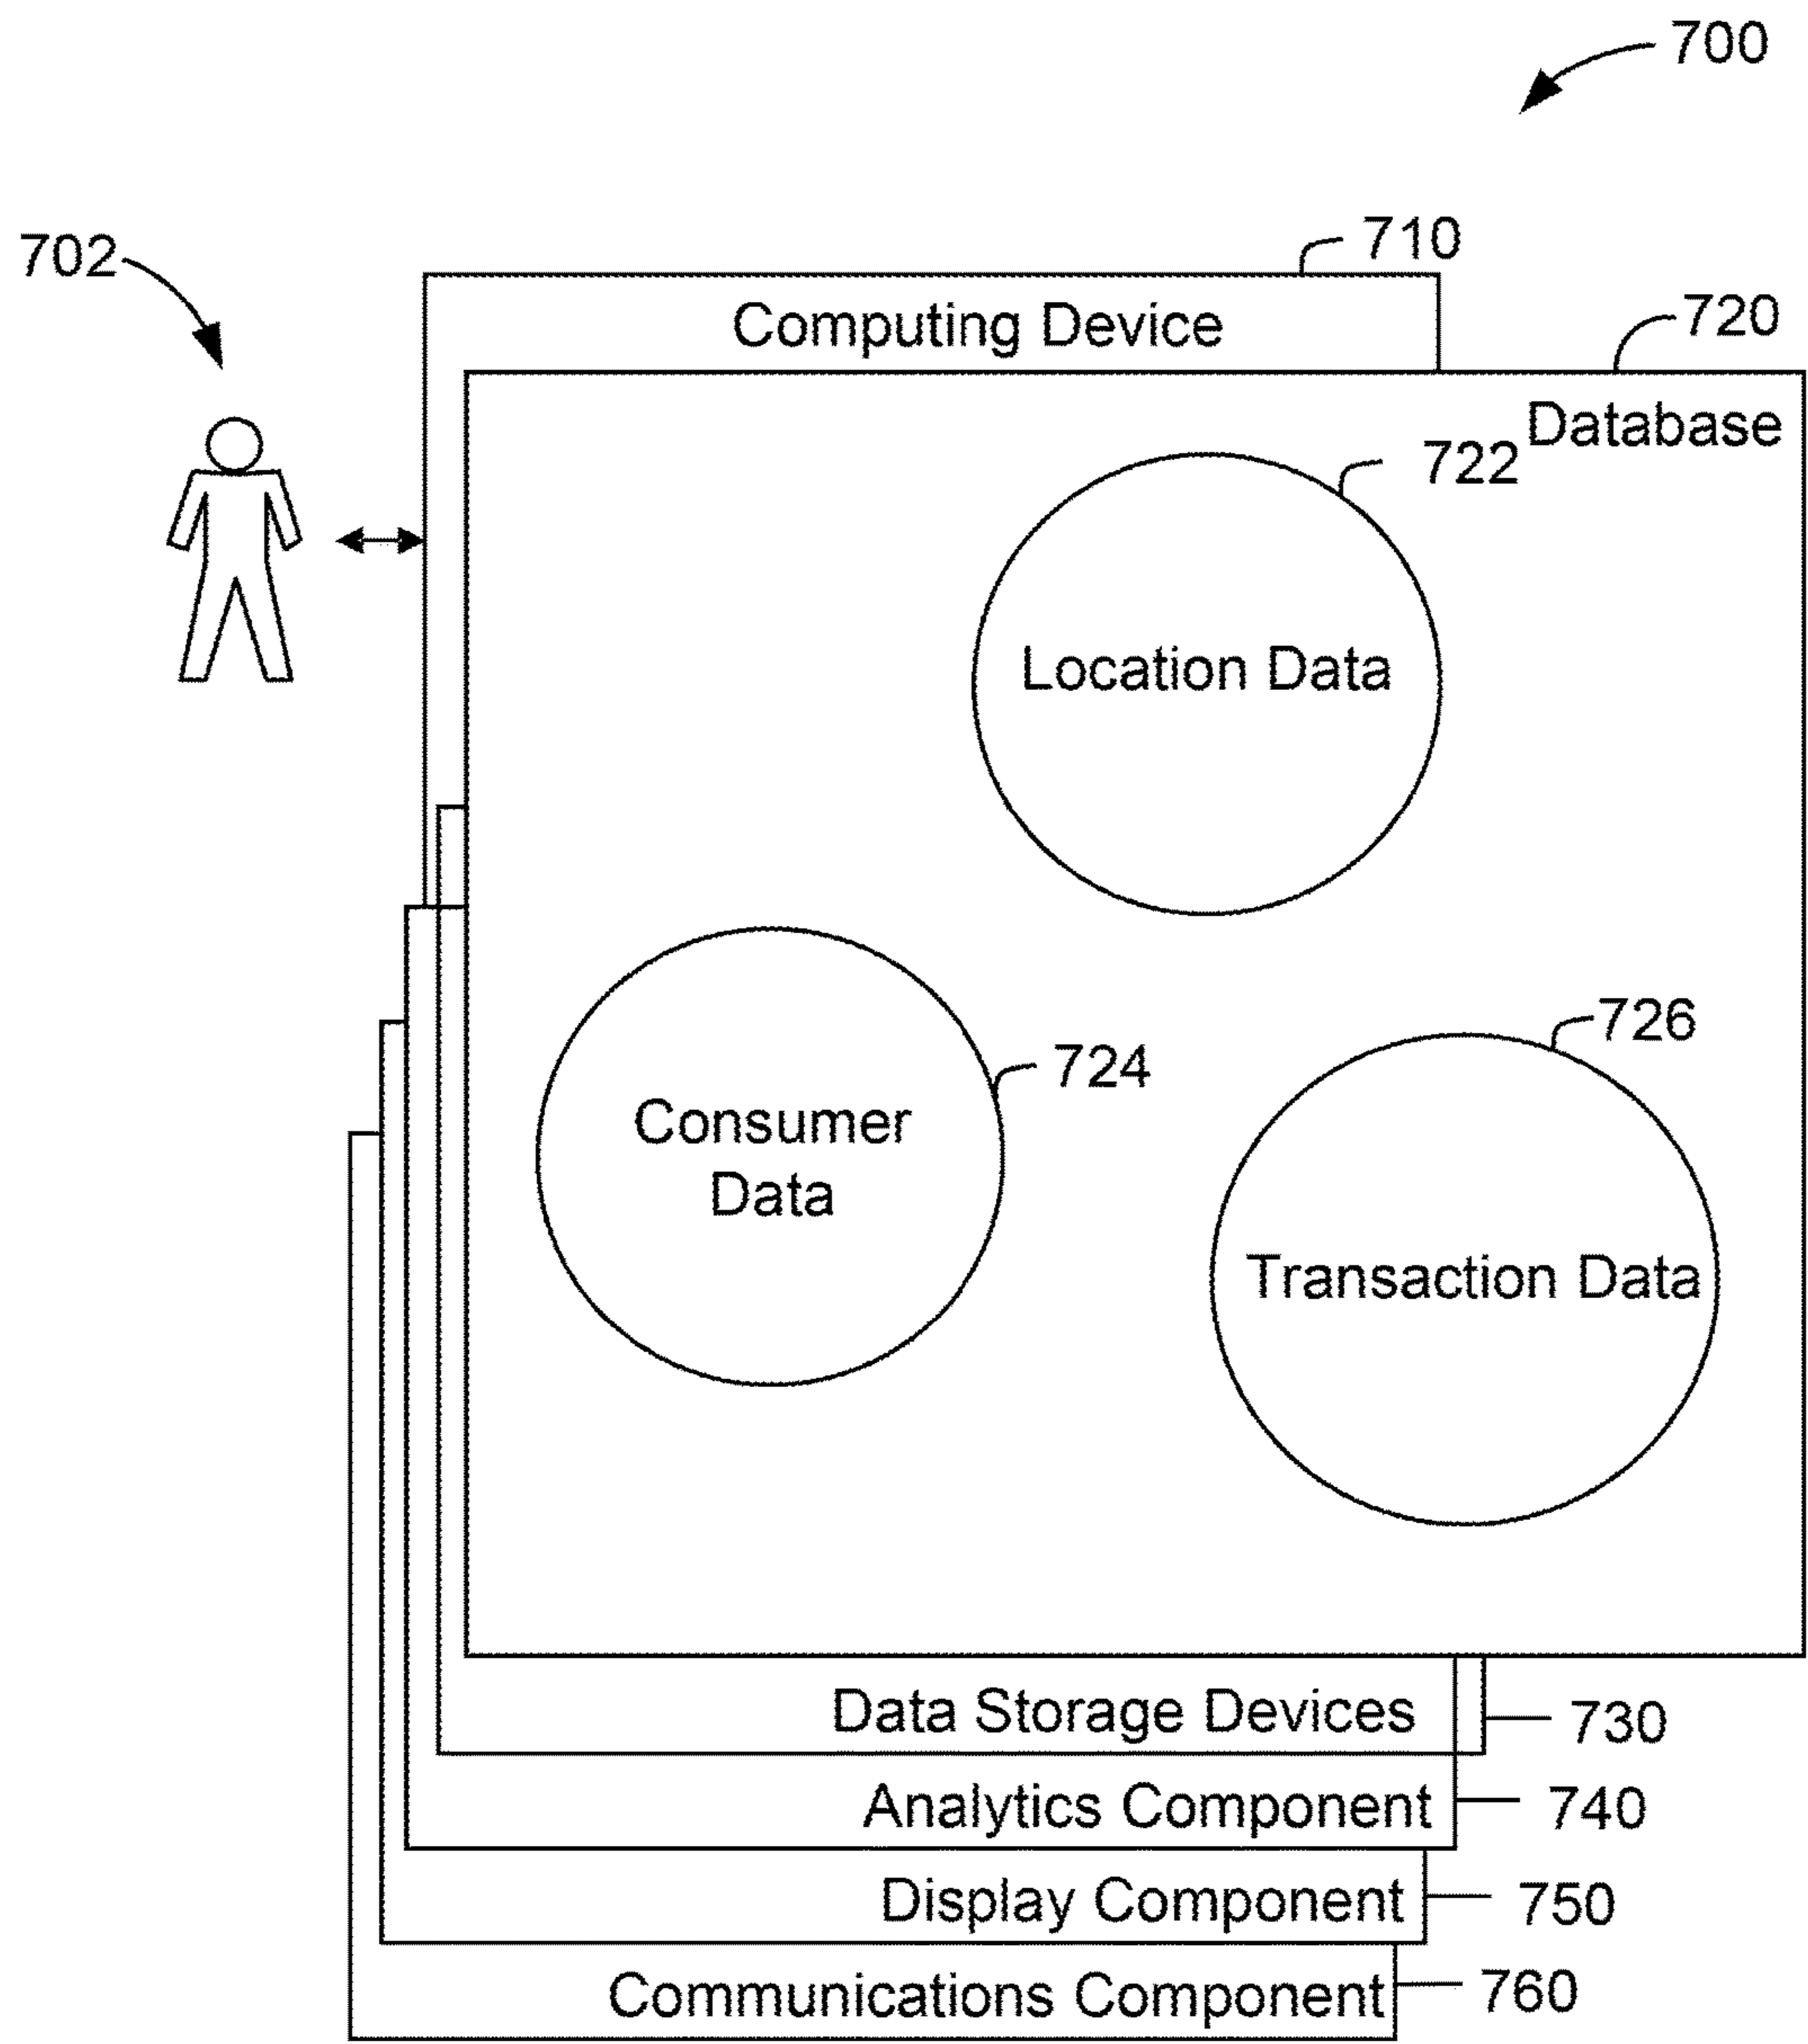 700
702
710
Computing Device
720
Database
722
Location Data
724
Consumer
Data
726
Transaction Data
Data Storage Devices
730
Analytics Component
740
Display Component
750
Communications Component
760